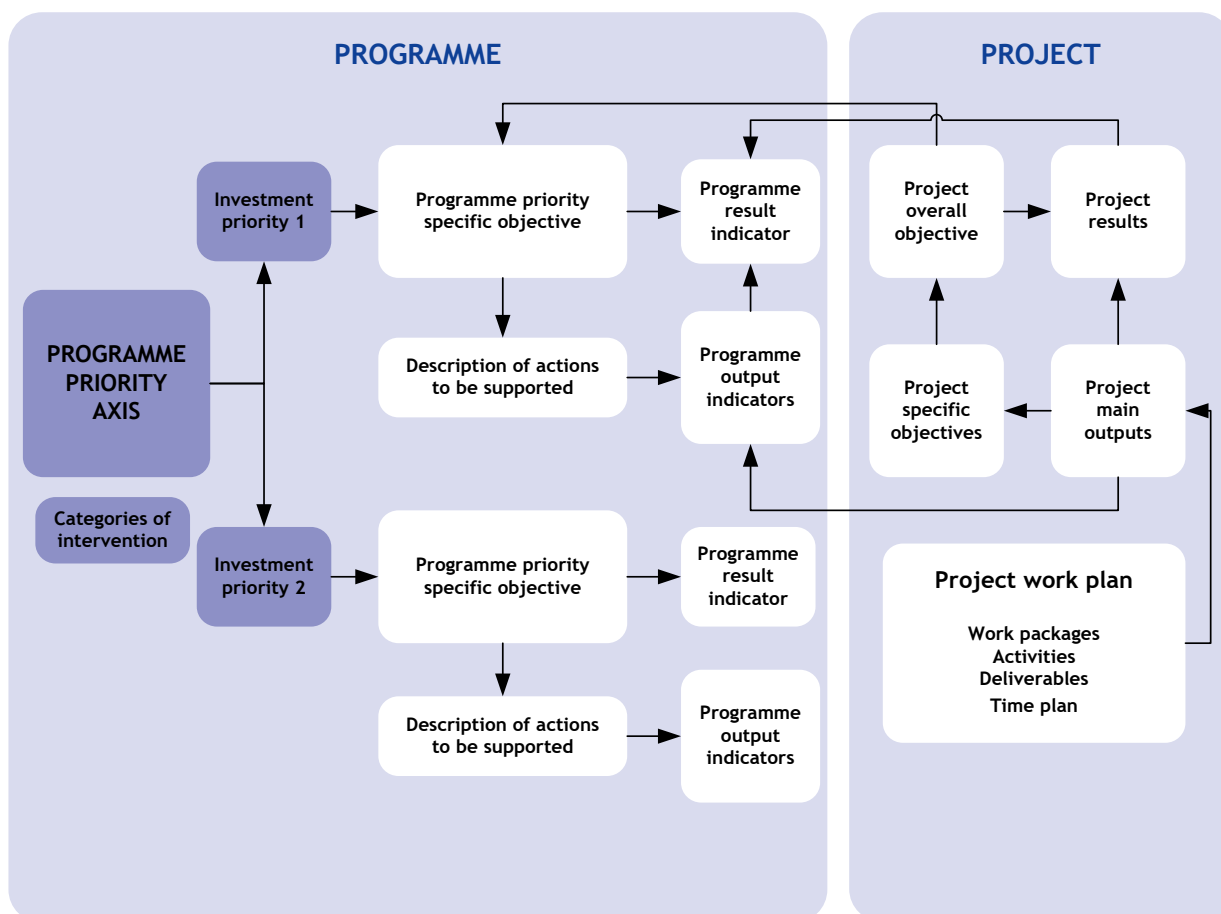 PROGRAMME
PROJECT
Investment
priority 1
Programme priority
specific objective
Programme
result
indicator
Project
overall
objective
Project
results
PROGRAMME
PRIORITY
AXIS
Description of actions
to be supported
Programme
output
indicators
Project
specific
objectives
Project
main
outputs
Categories of
intervention
Investment
priority 2
Programme priority
specific objective
Programme
result
indicator
Project work plan
Work packages
Activities
Deliverables
Time plan
Description of actions
to be supported
Programme
output
indicators